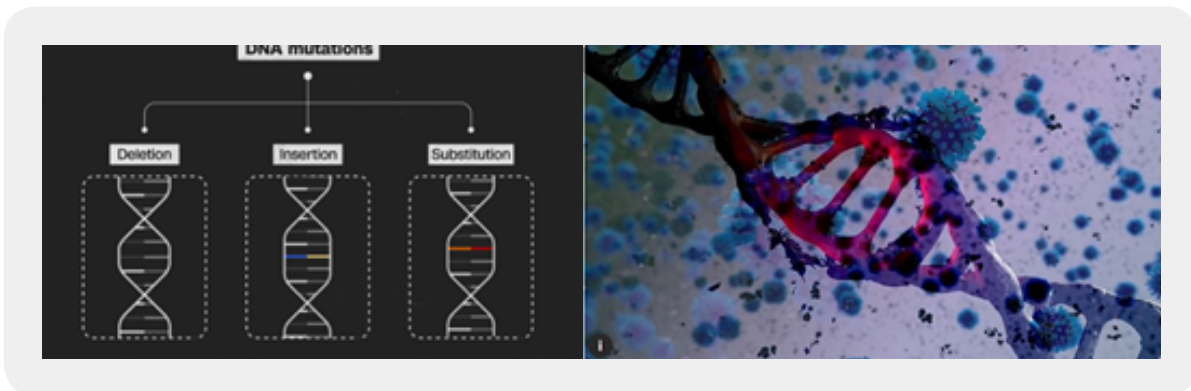 DNA mutations
Deletion
Insertion
Substitution
i